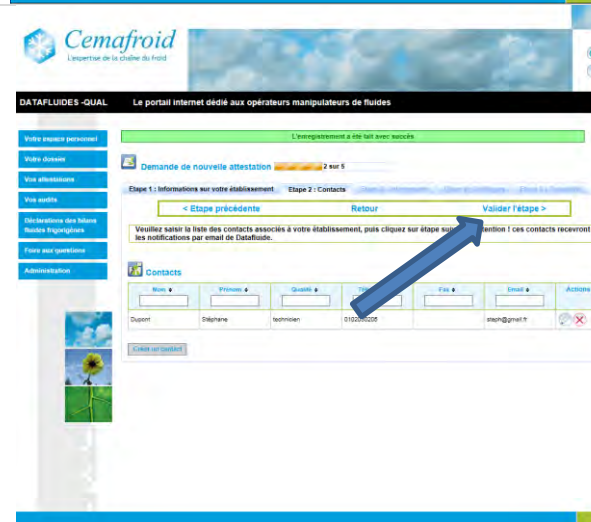 Cemafroid
L'expertise de la chaîne du froid
DATAFLUIDES -QUAL Le portail internet dédié aux opérateurs manipulateurs de fluides
Votre espace personnel
Votre dossier
Vos attestations
Vos audits
Déclarations des bilans fluides frigorigènes
Foire aux questions
Administration
L'enregistrement a été fait avec succès
Demande de nouvelle attestation 2 sur 5
Etape 1 : Informations sur votre établissement Etape 2 : Contacts
< Etape précédente Retour Valider l'étape >
Veuillez saisir la liste des contacts associés à votre établissement, puis cliquez sur étape ! ces contacts recevront
les notifications par email de Datafluide.
Contacts
Nom Prénom Qualité Fax Email Actions
Dupont Stéphane technicien steph@gmail.fr
Créer un contact